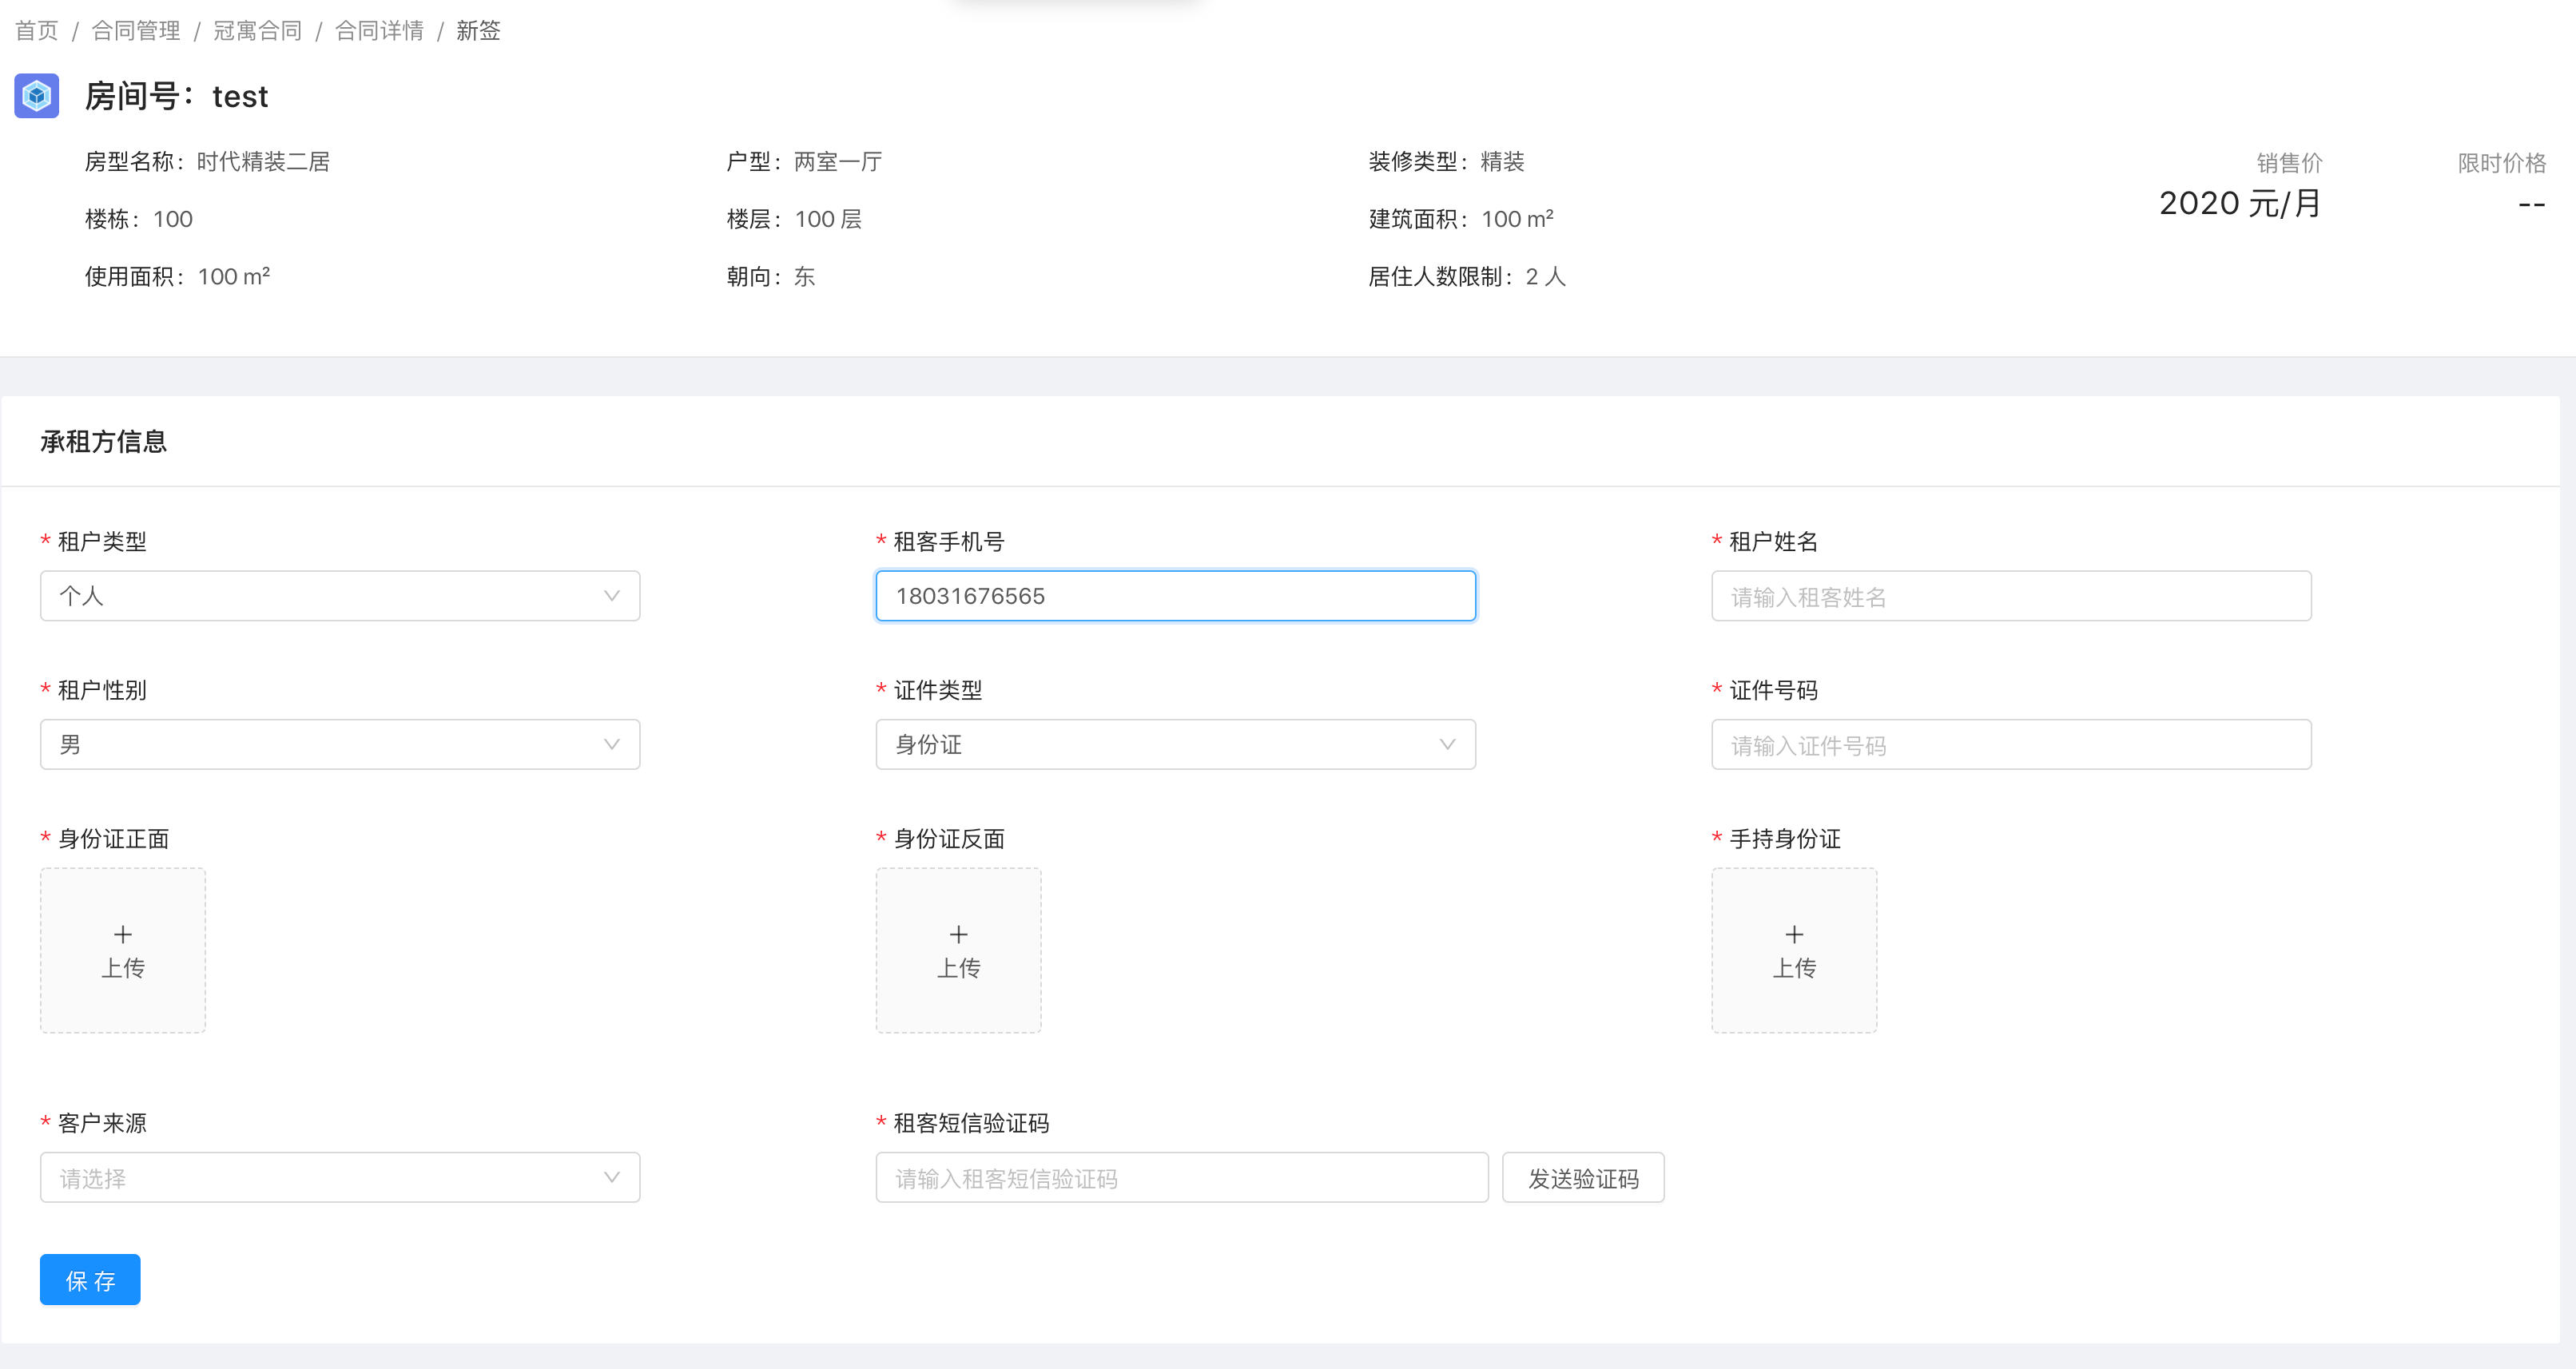 首页 / 合同管理 / 冠寓合同 / 合同详情 / 新签
房间号：test
房型名称：时代精装二居 户型：两室一厅 装修类型：精装 销售价 限时价格
2020 元/月 --
楼栋：100 楼层：100 层 建筑面积：100 m²
使用面积：100 m² 朝向：东 居住人数限制：2 人
承租方信息
* 租户类型 * 租客手机号 * 租户姓名
个人 18031676565 请输入租客姓名
* 租户性别 * 证件类型 * 证件号码
男 身份证 请输入证件号码
* 身份证正面 * 身份证反面 * 手持身份证
+ + +
上传 上传 上传
* 客户来源 * 租客短信验证码
请选择 请输入租客短信验证码 发送验证码
保 存